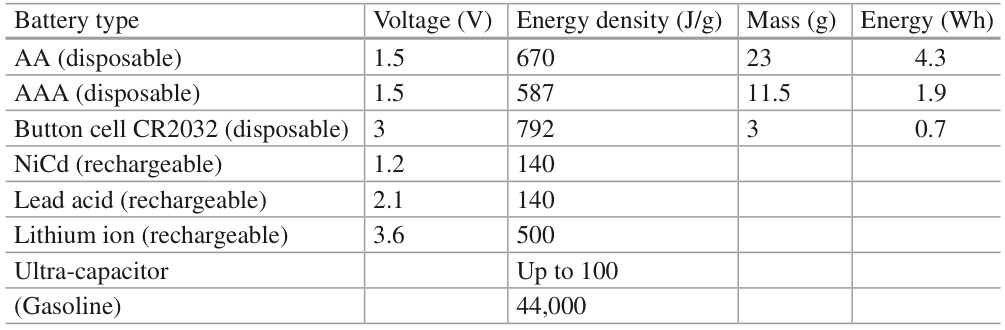 Battery type Voltage (V) Energy density (J/g) Mass (g) Energy (Wh)
AA (disposable) 1.5 670 23 4.3
AAA (disposable) 1.5 587 11.5 1.9
Button cell CR2032 (disposable) 3 792 3 0.7
NiCd (rechargeable) 1.2 140
Lead acid (rechargeable) 2.1 140
Lithium ion (rechargeable) 3.6 500
Ultra-capacitor Up to 100
(Gasoline) 44,000